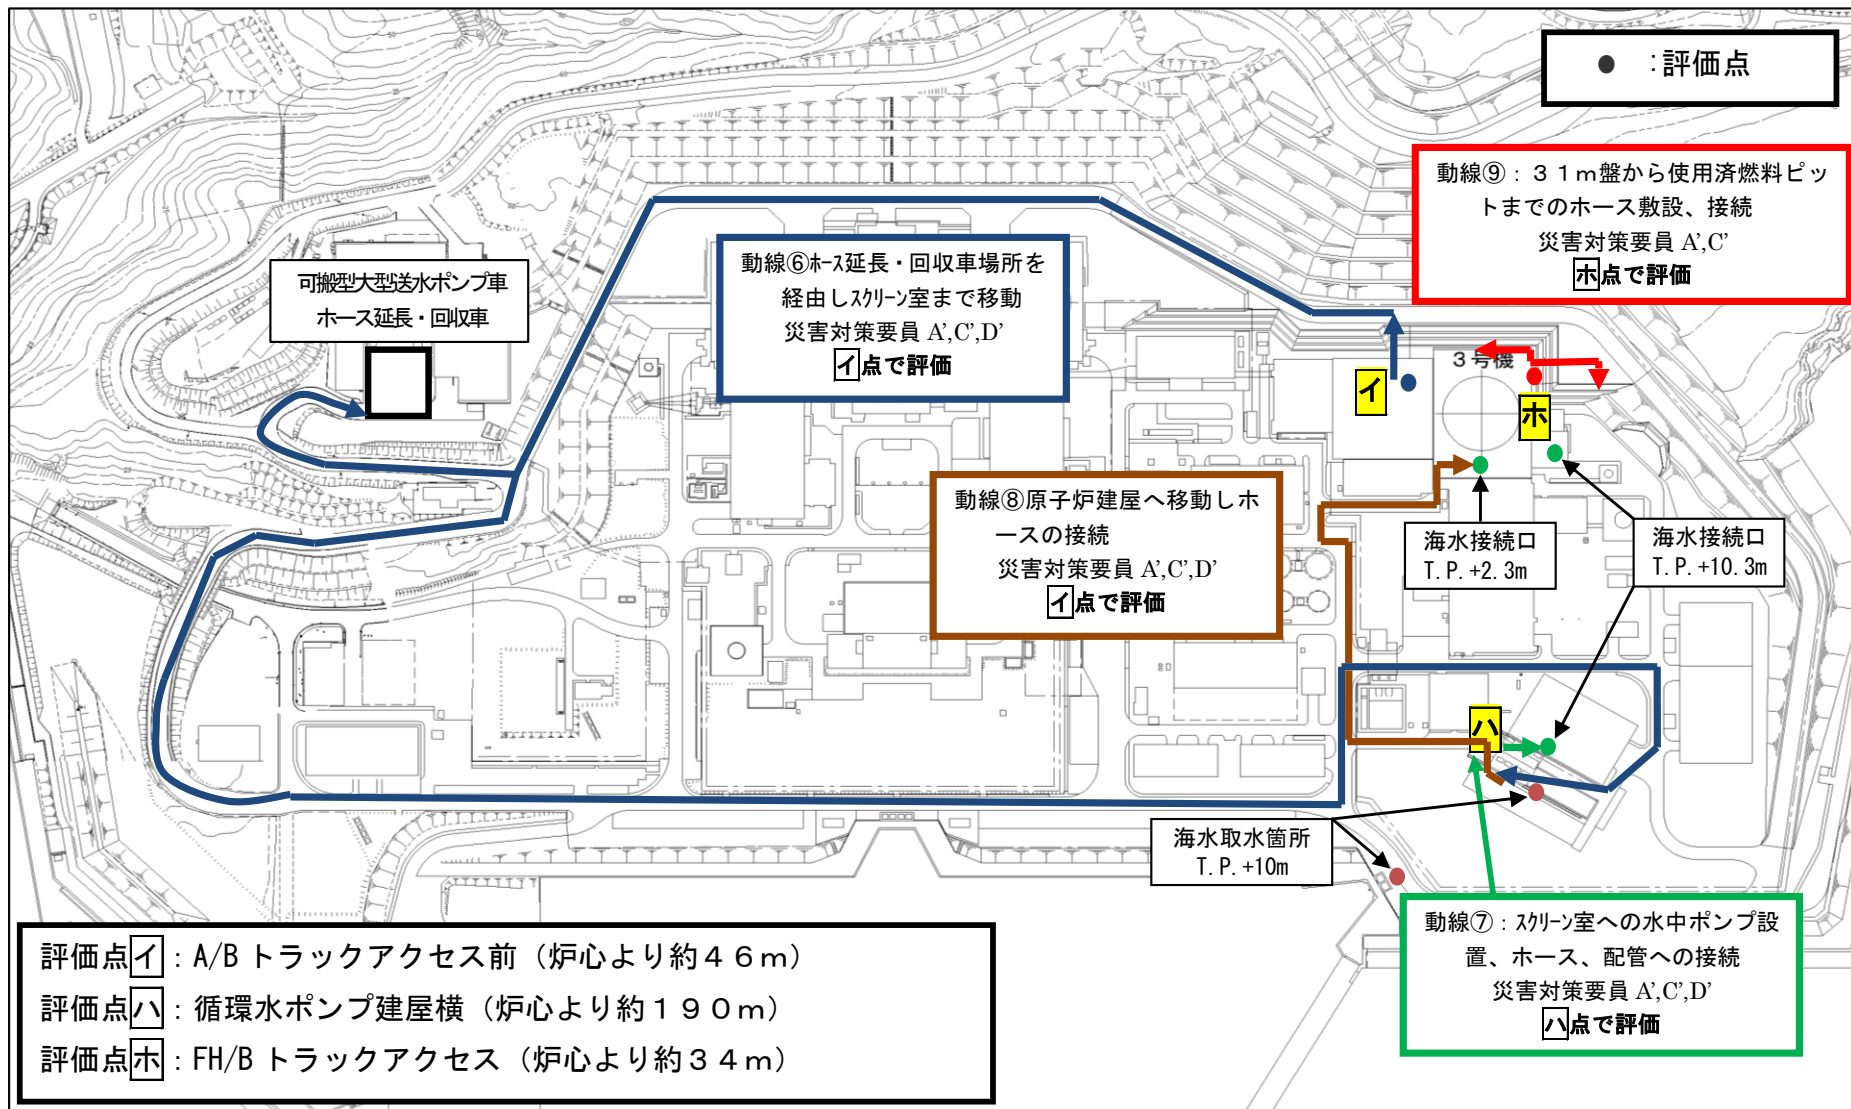 ● ：評価点
動線⑨：３１ｍ盤から使用済燃料ピッ
トまでのホース敷設、接続
災害対策要員 A’,C’
ホ点で評価
可搬型大型送水ポンプ車
ホース延長・回収車
動線⑥ﾎｰｽ延長・回収車場所を
経由しｽｸﾘｰﾝ室まで移動
災害対策要員 A’,C’,D’
イ点で評価
３号機
イ
ホ
動線⑧原子炉建屋へ移動しホ
ースの接続
災害対策要員 A’,C’,D’
イ点で評価
海水接続口
T.P.+2.3m
海水接続口
T.P.+10.3m
ハ
海水取水箇所
T.P.+10m
動線⑦：ｽｸﾘｰﾝ室への水中ポンプ設
置、ホース、配管への接続
災害対策要員 A’,C’,D’
ハ点で評価
評価点イ：A/B トラックアクセス前（炉心より約４６ｍ）
評価点ハ：循環水ポンプ建屋横（炉心より約１９０ｍ）
評価点ホ：FH/B トラックアクセス（炉心より約３４ｍ）